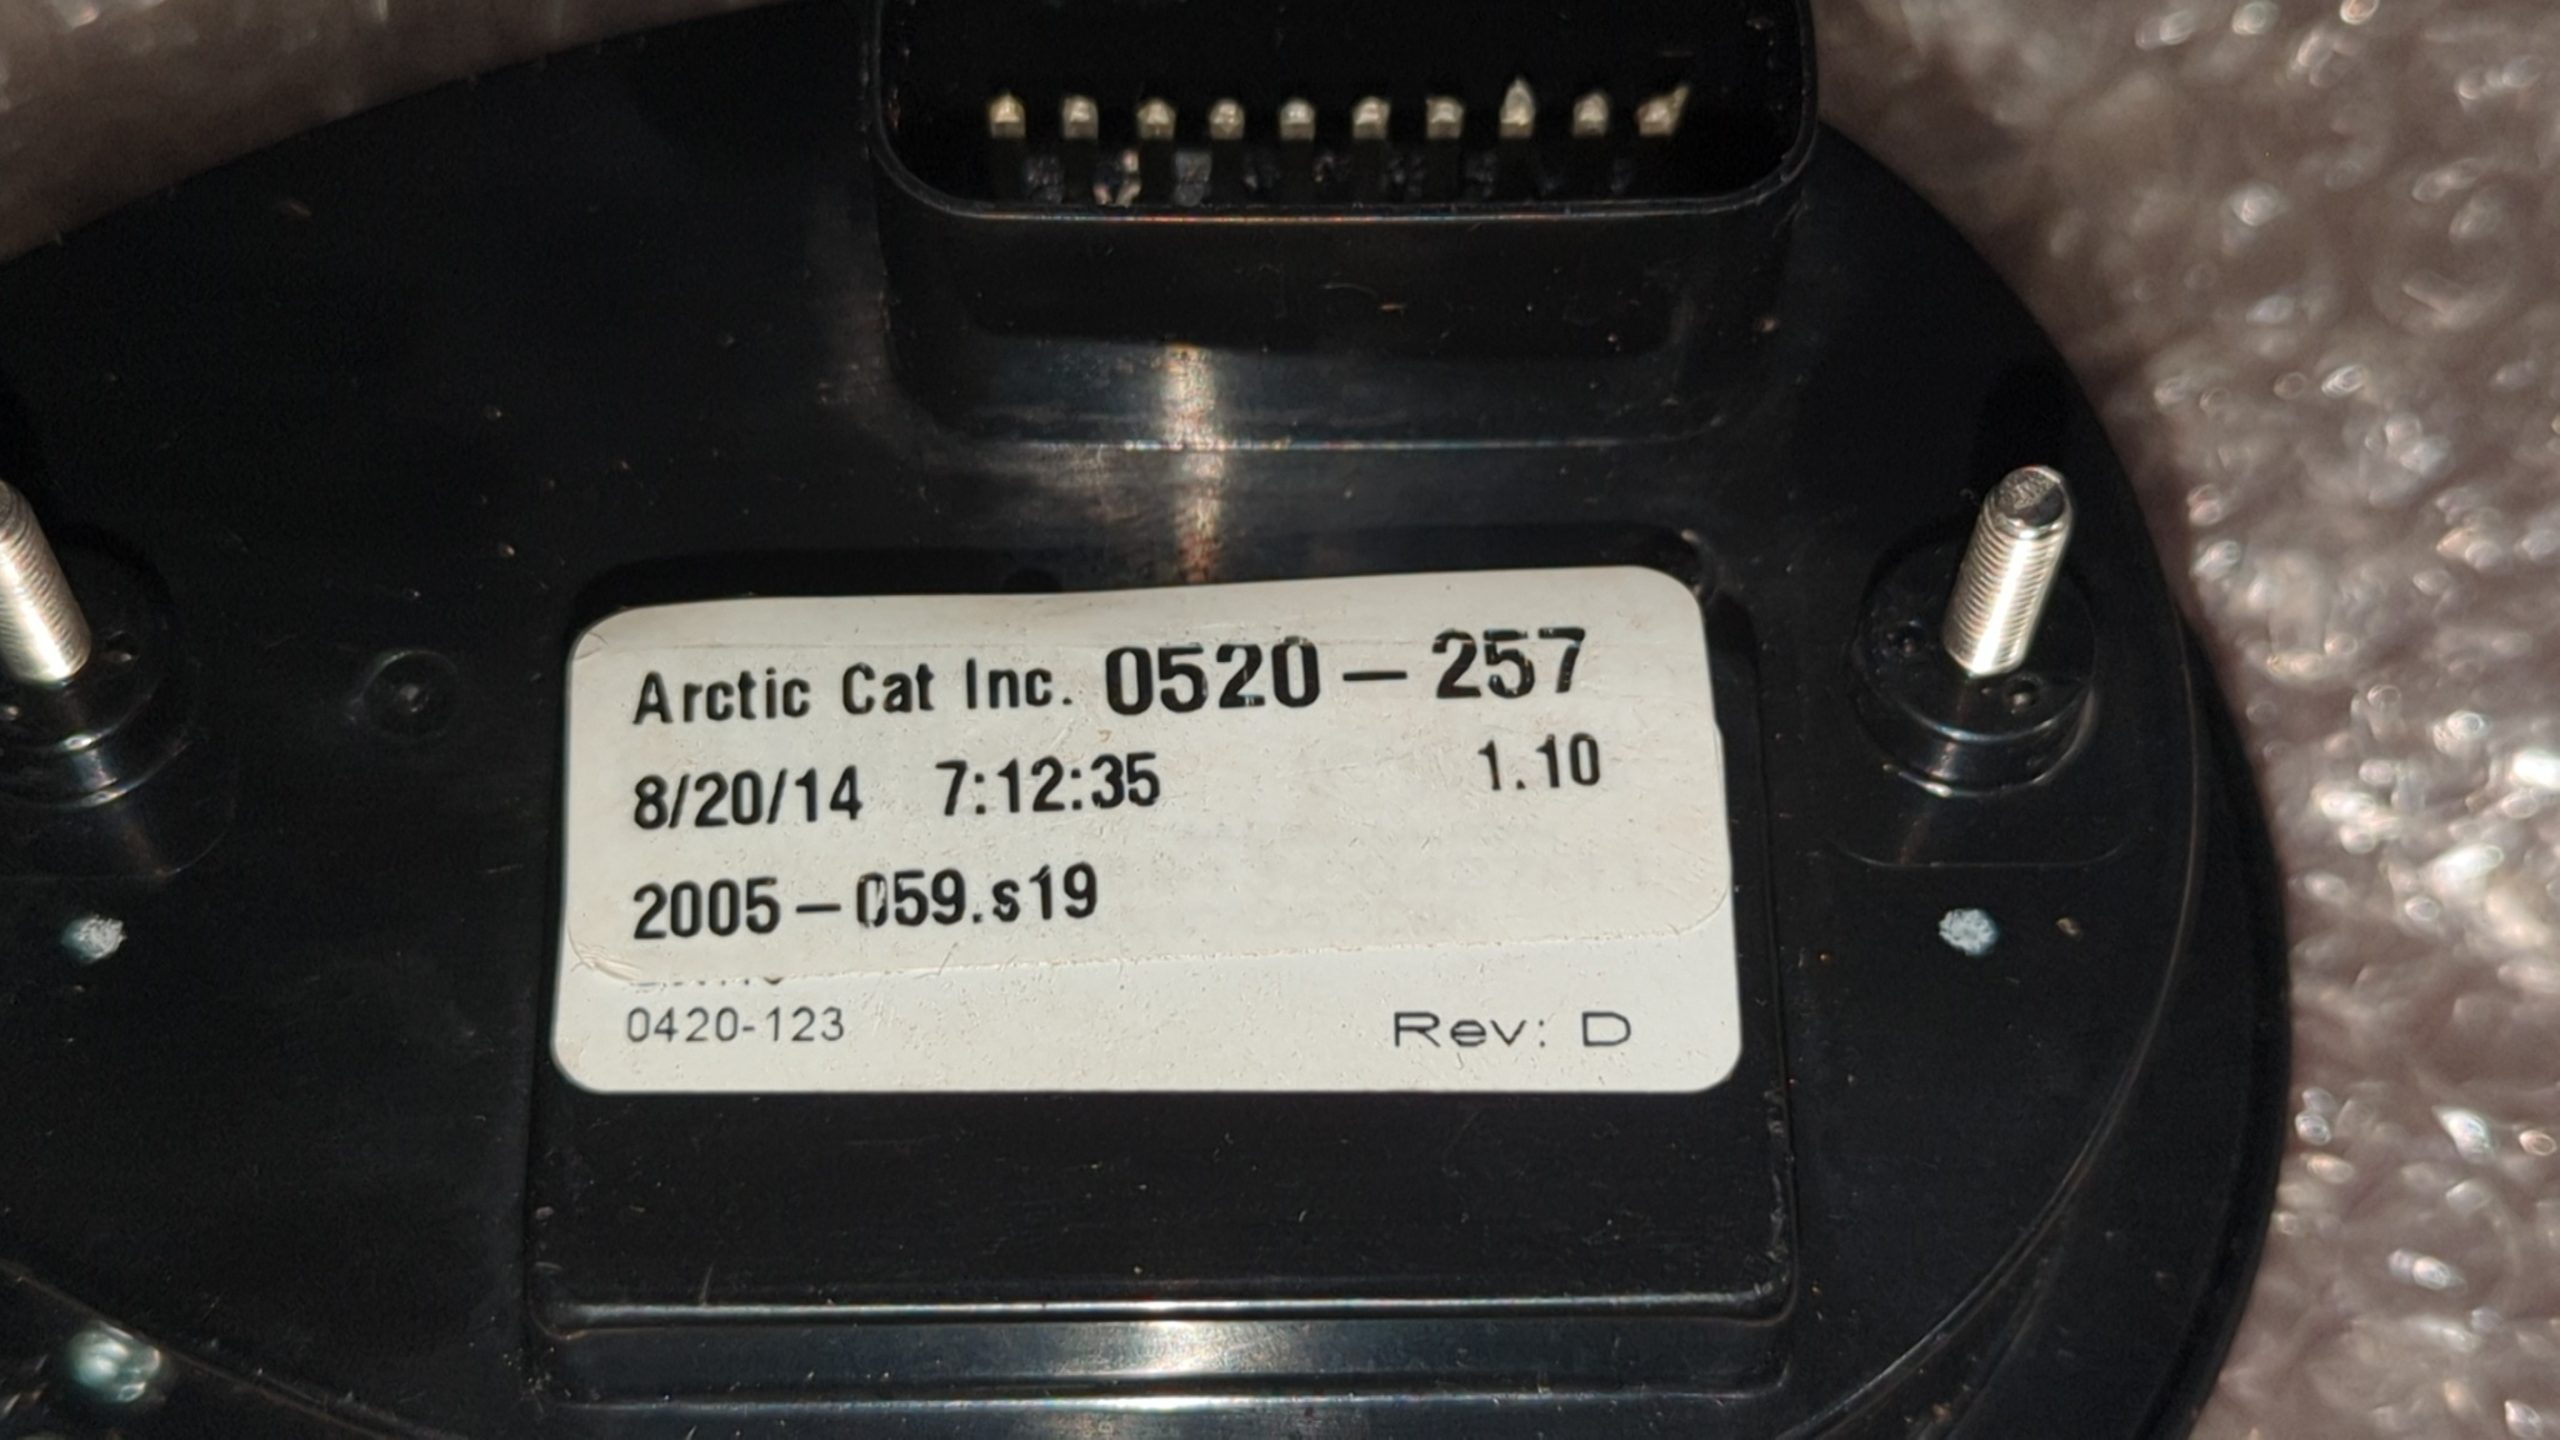 Arctic Cat Inc. 0520-257
8/20/14 7:12:35 1.10
2005-059.s19
0420-123 Rev: D